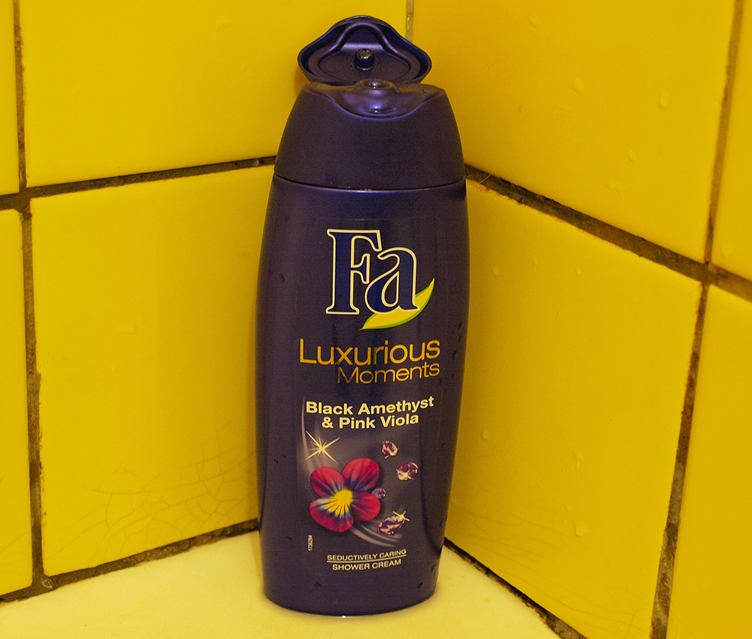 Fa
Luxurious
Moments
Black Amethyst
& Pink Viola
SEDUCTIVELY CARING
SHOWER CREAM